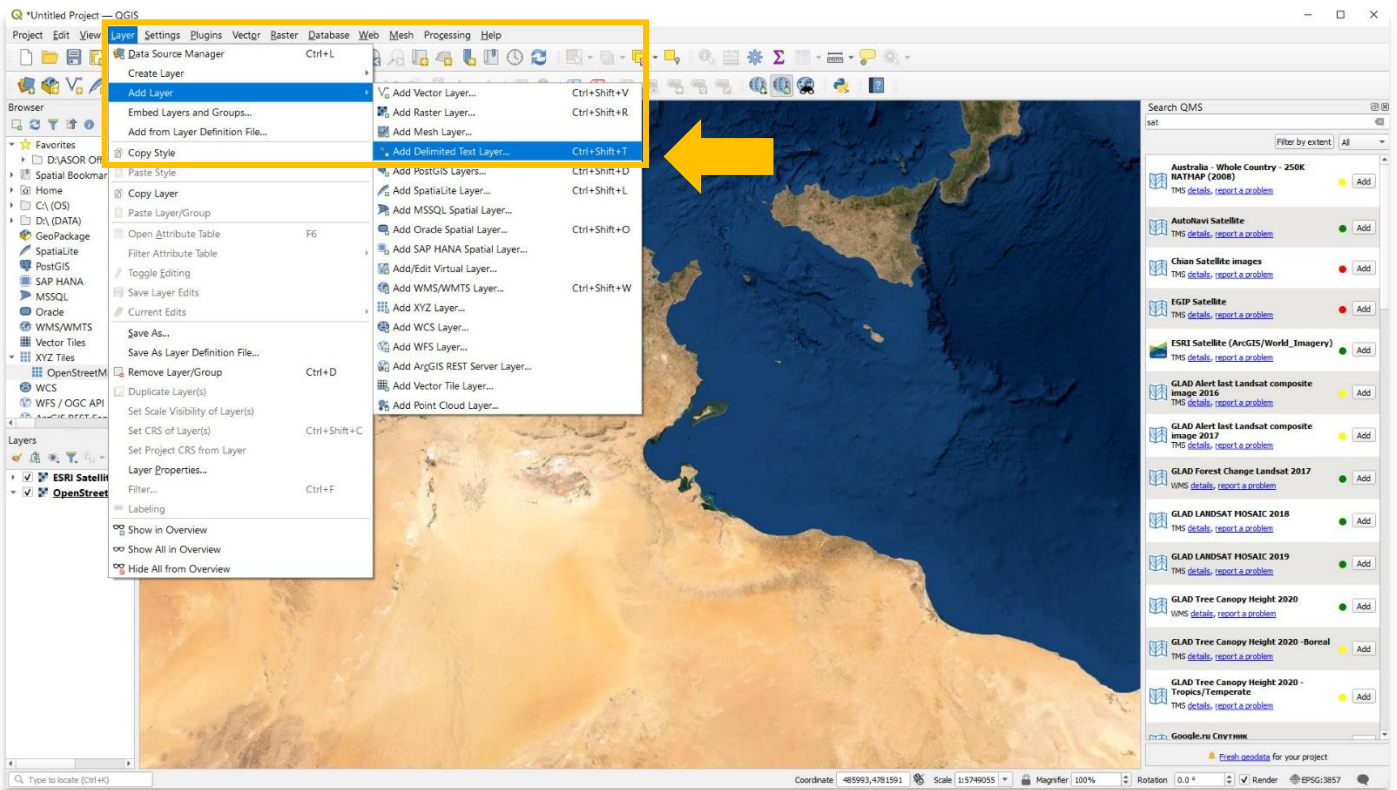 *Untitled Project — QGIS
Project Edit View Layer Settings Plugins Vector Raster Database Web Mesh Processing Help
Data Source Manager Ctrl+L
Create Layer
Add Layer
Embed Layers and Groups...
Add from Layer Definition File...
Copy Style
Paste Style
Copy Layer
Paste Layer/Group
Open Attribute Table F6
Filter Attribute Table
Toggle Editing
Save Layer Edits
Current Edits
Save As...
Save As Layer Definition File...
Remove Layer/Group Ctrl+D
Duplicate Layer(s)
Set Scale Visibility of Layer(s)
Set CRS of Layer(s) Ctrl+Shift+C
Set Project CRS from Layer
Layer Properties...
Filter... Ctrl+F
Labeling
Show in Overview
Show All in Overview
Hide All from Overview
Add Vector Layer... Ctrl+Shift+V
Add Raster Layer... Ctrl+Shift+R
Add Mesh Layer...
Add Delimited Text Layer... Ctrl+Shift+T
Add PostGIS Layers... Ctrl+Shift+D
Add SpatiaLite Layer... Ctrl+Shift+L
Add MSSQL Spatial Layer...
Add Oracle Spatial Layer... Ctrl+Shift+O
Add SAP HANA Spatial Layer...
Add/Edit Virtual Layer...
Add WMS/WMTS Layer... Ctrl+Shift+W
Add XYZ Layer...
Add WCS Layer...
Add WFS Layer...
Add ArcGIS REST Server Layer...
Add Vector Tile Layer...
Add Point Cloud Layer...
Browser
Favorites
D:\ASOR Off
Spatial Bookmar
Home
C:\ (OS)
D:\ (DATA)
GeoPackage
SpatiaLite
PostGIS
SAP HANA
MSSQL
Oracle
WMS/WMTS
Vector Tiles
XYZ Tiles
OpenStreetM
WCS
WFS / OGC API
Layers
ESRI Satellit
OpenStreet
Search QMS
sat
Filter by extent All
Australia - Whole Country - 250K
NATMAP (2008)
TMS details, report a problem Add
AutoNavi Satellite
TMS details, report a problem Add
Chian Satellite images
TMS details, report a problem Add
EGIP Satellite
TMS details, report a problem Add
ESRI Satellite (ArcGIS/World_Imagery)
TMS details, report a problem Add
GLAD Alert last Landsat composite
image 2016
TMS details, report a problem Add
GLAD Alert last Landsat composite
image 2017
TMS details, report a problem Add
GLAD Forest Change Landsat 2017
WMS details, report a problem Add
GLAD LANDSAT MOSAIC 2018
TMS details, report a problem Add
GLAD LANDSAT MOSAIC 2019
TMS details, report a problem Add
GLAD Tree Canopy Height 2020
WMS details, report a problem Add
GLAD Tree Canopy Height 2020 -Boreal
TMS details, report a problem Add
GLAD Tree Canopy Height 2020 -
Tropics/Temperate
TMS details, report a problem Add
Google.ru Спутник
Fresh geodata for your project
Type to locate (Ctrl+K) Coordinate 485993,4781591 Scale 1:5749055 Magnifier 100% Rotation 0.0 ° Render EPSG:3857